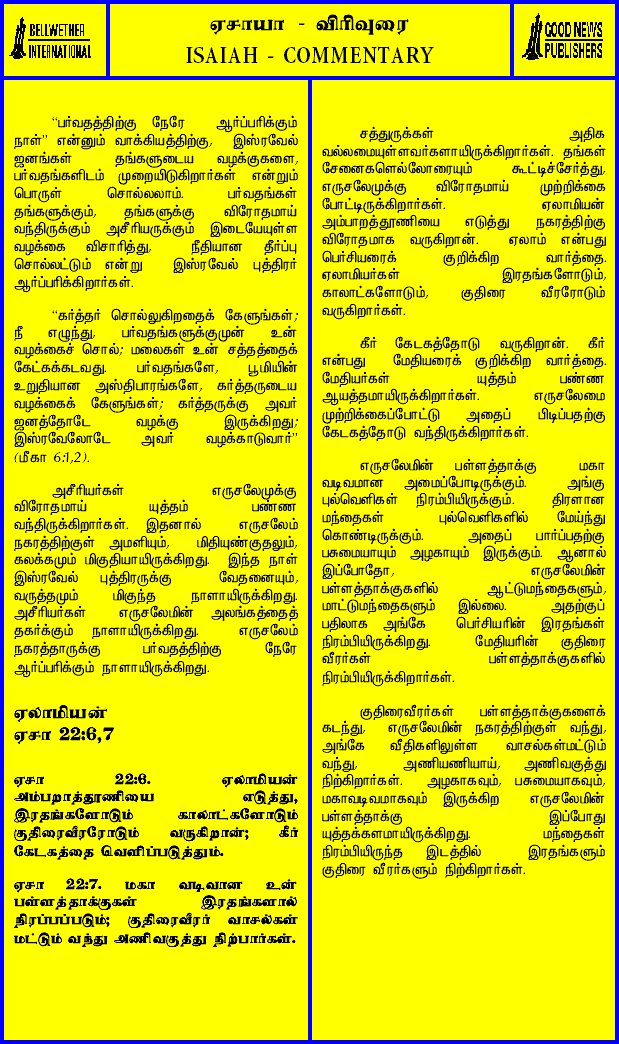 BELLWETHER
INTERNATIONAL
ஏசாயா - விரிவுரை
ISAIAH - COMMENTARY
GOOD NEWS
PUBLISHERS
“பர்வதத்திற்கு நேரே ஆர்ப்பரிக்கும்
நாள்” என்னும் வாக்கியத்திற்கு, இஸ்ரவேல்
ஜனங்கள் தங்களுடைய வழக்குகளை,
பர்வதங்களிடம் முறையிடுகிறார்கள் என்றும்
பொருள் சொல்லலாம். பர்வதங்கள்
தங்களுக்கும், தங்களுக்கு விரோதமாய்
வந்திருக்கும் அசீரியருக்கும் இடையேயுள்ள
வழக்கை விசாரித்து, நீதியான தீர்ப்பு
சொல்லட்டும் என்று இஸ்ரவேல் புத்திரர்
ஆர்ப்பரிக்கிறார்கள்.
“கர்த்தர் சொல்லுகிறதைக் கேளுங்கள்;
நீ எழுந்து, பர்வதங்களுக்குமுன் உன்
வழக்கைச் சொல்; மலைகள் உன் சத்தத்தைக்
கேட்கக்கடவது. பர்வதங்களே, பூமியின்
உறுதியான அஸ்திபாரங்களே, கர்த்தருடைய
வழக்கைக் கேளுங்கள்; கர்த்தருக்கு அவர்
ஜனத்தோடே வழக்கு இருக்கிறது;
இஸ்ரவேலோடே அவர் வழக்காடுவார்”
(மீகா 6:1,2).
அசீரியர்கள் எருசலேமுக்கு
விரோதமாய் யுத்தம் பண்ண
வந்திருக்கிறார்கள். இதனால் எருசலேம்
நகரத்திற்குள் அமளியும், மிதியுண்குதலும்,
கலக்கமும் மிகுதியாயிருக்கிறது. இந்த நாள்
இஸ்ரவேல் புத்திரருக்கு வேதனையும்,
வருத்தமும் மிகுந்த நாளாயிருக்கிறது.
அசீரியர்கள் எருசலேமின் அலங்கத்தைத்
தகர்க்கும் நாளாயிருக்கிறது. எருசலேம்
நகரத்தாருக்கு பர்வதத்திற்கு நேரே
ஆர்ப்பரிக்கும் நாளாயிருக்கிறது.
ஏலாமியன்
ஏசா 22:6,7
ஏசா 22:6. ஏலாமியன்
அம்பறாத்தூணியை எடுத்து,
இரதங்களோடும் காலாட்களோடும்
குதிரைவீரரோடும் வருகிறான்; கீர்
கேடகத்தை வெளிப்படுத்தும்.
ஏசா 22:7. மகா வடிவான உன்
பள்ளத்தாக்குகள் இரதங்களால்
நிரப்பப்படும்; குதிரைவீரர் வாசல்கள்
மட்டும் வந்து அணிவகுத்து நிற்பார்கள்.
சத்துருக்கள் அதிக
வல்லமையுள்ளவர்களாயிருக்கிறார்கள். தங்கள்
சேனைகளெல்லோரையும் கூட்டிச்சேர்த்து,
எருசலேமுக்கு விரோதமாய் முற்றிக்கை
போட்டிருக்கிறார்கள். ஏலாமியன்
அம்பாறத்தூணியை எடுத்து நகரத்திற்கு
விரோதமாக வருகிறான். ஏலாம் என்பது
பெர்சியரைக் குறிக்கிற வார்த்தை.
ஏலாமியர்கள் இரதங்களோடும்,
காலாட்களோடும், குதிரை வீரரோடும்
வருகிறார்கள்.
கீர் கேடகத்தோடு வருகிறான். கீர்
என்பது மேதியரைக் குறிக்கிற வார்த்தை.
மேதியர்கள் யுத்தம் பண்ண
ஆயத்தமாயிருக்கிறார்கள். எருசலேமை
முற்றிக்கைப்போட்டு அதைப் பிடிப்பதற்கு
கேடகத்தோடு வந்திருக்கிறார்கள்.
எருசலேமின் பள்ளத்தாக்கு மகா
வடிவமான அமைப்போடிருக்கும். அங்கு
புல்வெளிகள் நிரம்பியிருக்கும். திரளான
மந்தைகள் புல்வெளிகளில் மேய்ந்து
கொண்டிருக்கும். அதைப் பார்ப்பதற்கு
பசுமையாயும் அழகாயும் இருக்கும். ஆனால்
இப்போதோ, எருசலேமின்
பள்ளத்தாக்குகளில் ஆட்டுமந்தைகளும்,
மாட்டுமந்தைகளும் இல்லை. அதற்குப்
பதிலாக அங்கே பெர்சியரின் இரதங்கள்
நிரம்பியிருக்கிறது. மேதியரின் குதிரை
வீரர்கள் பள்ளத்தாக்குகளில்
நிரம்பியிருக்கிறார்கள்.
குதிரைவீரர்கள் பள்ளத்தாக்குகளைக்
கடந்து, எருசலேமின் நகரத்திற்குள் வந்து,
அங்கே வீதிகளிலுள்ள வாசல்கள்மட்டும்
வந்து, அணியணியாய், அணிவகுத்து
நிற்கிறார்கள். அழகாகவும், பசுமையாகவும்,
மகாவடிவமாகவும் இருக்கிற எருசலேமின்
பள்ளத்தாக்கு இப்போது
யுத்தக்களமாயிருக்கிறது. மந்தைகள்
நிரம்பியிருந்த இடத்தில் இரதங்களும்
குதிரை வீரர்களும் நிற்கிறார்கள்.